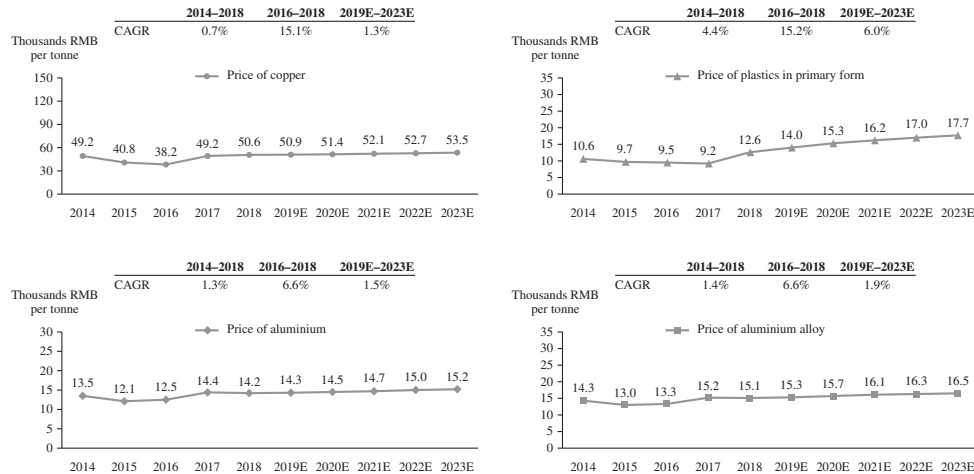 2014–2018 2016–2018 2019E–2023E
CAGR 0.7% 15.1% 1.3%
Thousands RMB
per tonne
Price of copper
150
120
90
60
30
0
49.2 40.8 38.2 49.2 50.6 50.9 51.4 52.1 52.7 53.5
2014 2015 2016 2017 2018 2019E 2020E 2021E 2022E 2023E
2014–2018 2016–2018 2019E–2023E
CAGR 4.4% 15.2% 6.0%
Thousands RMB
per tonne
Price of plastics in primary form
35
30
25
20
15
10
5
0
10.6 9.7 9.5 9.2 12.6 14.0 15.3 16.2 17.0 17.7
2014 2015 2016 2017 2018 2019E 2020E 2021E 2022E 2023E
2014–2018 2016–2018 2019E–2023E
CAGR 1.3% 6.6% 1.5%
Thousands RMB
per tonne
Price of aluminium
30
25
20
15
10
5
0
13.5 12.1 12.5 14.4 14.2 14.3 14.5 14.7 15.0 15.2
2014 2015 2016 2017 2018 2019E 2020E 2021E 2022E 2023E
2014–2018 2016–2018 2019E–2023E
CAGR 1.4% 6.6% 1.9%
Thousands RMB
per tonne
Price of aluminium alloy
35
30
25
20
15
10
5
0
14.3 13.0 13.3 15.2 15.1 15.3 15.7 16.1 16.3 16.5
2014 2015 2016 2017 2018 2019E 2020E 2021E 2022E 2023E